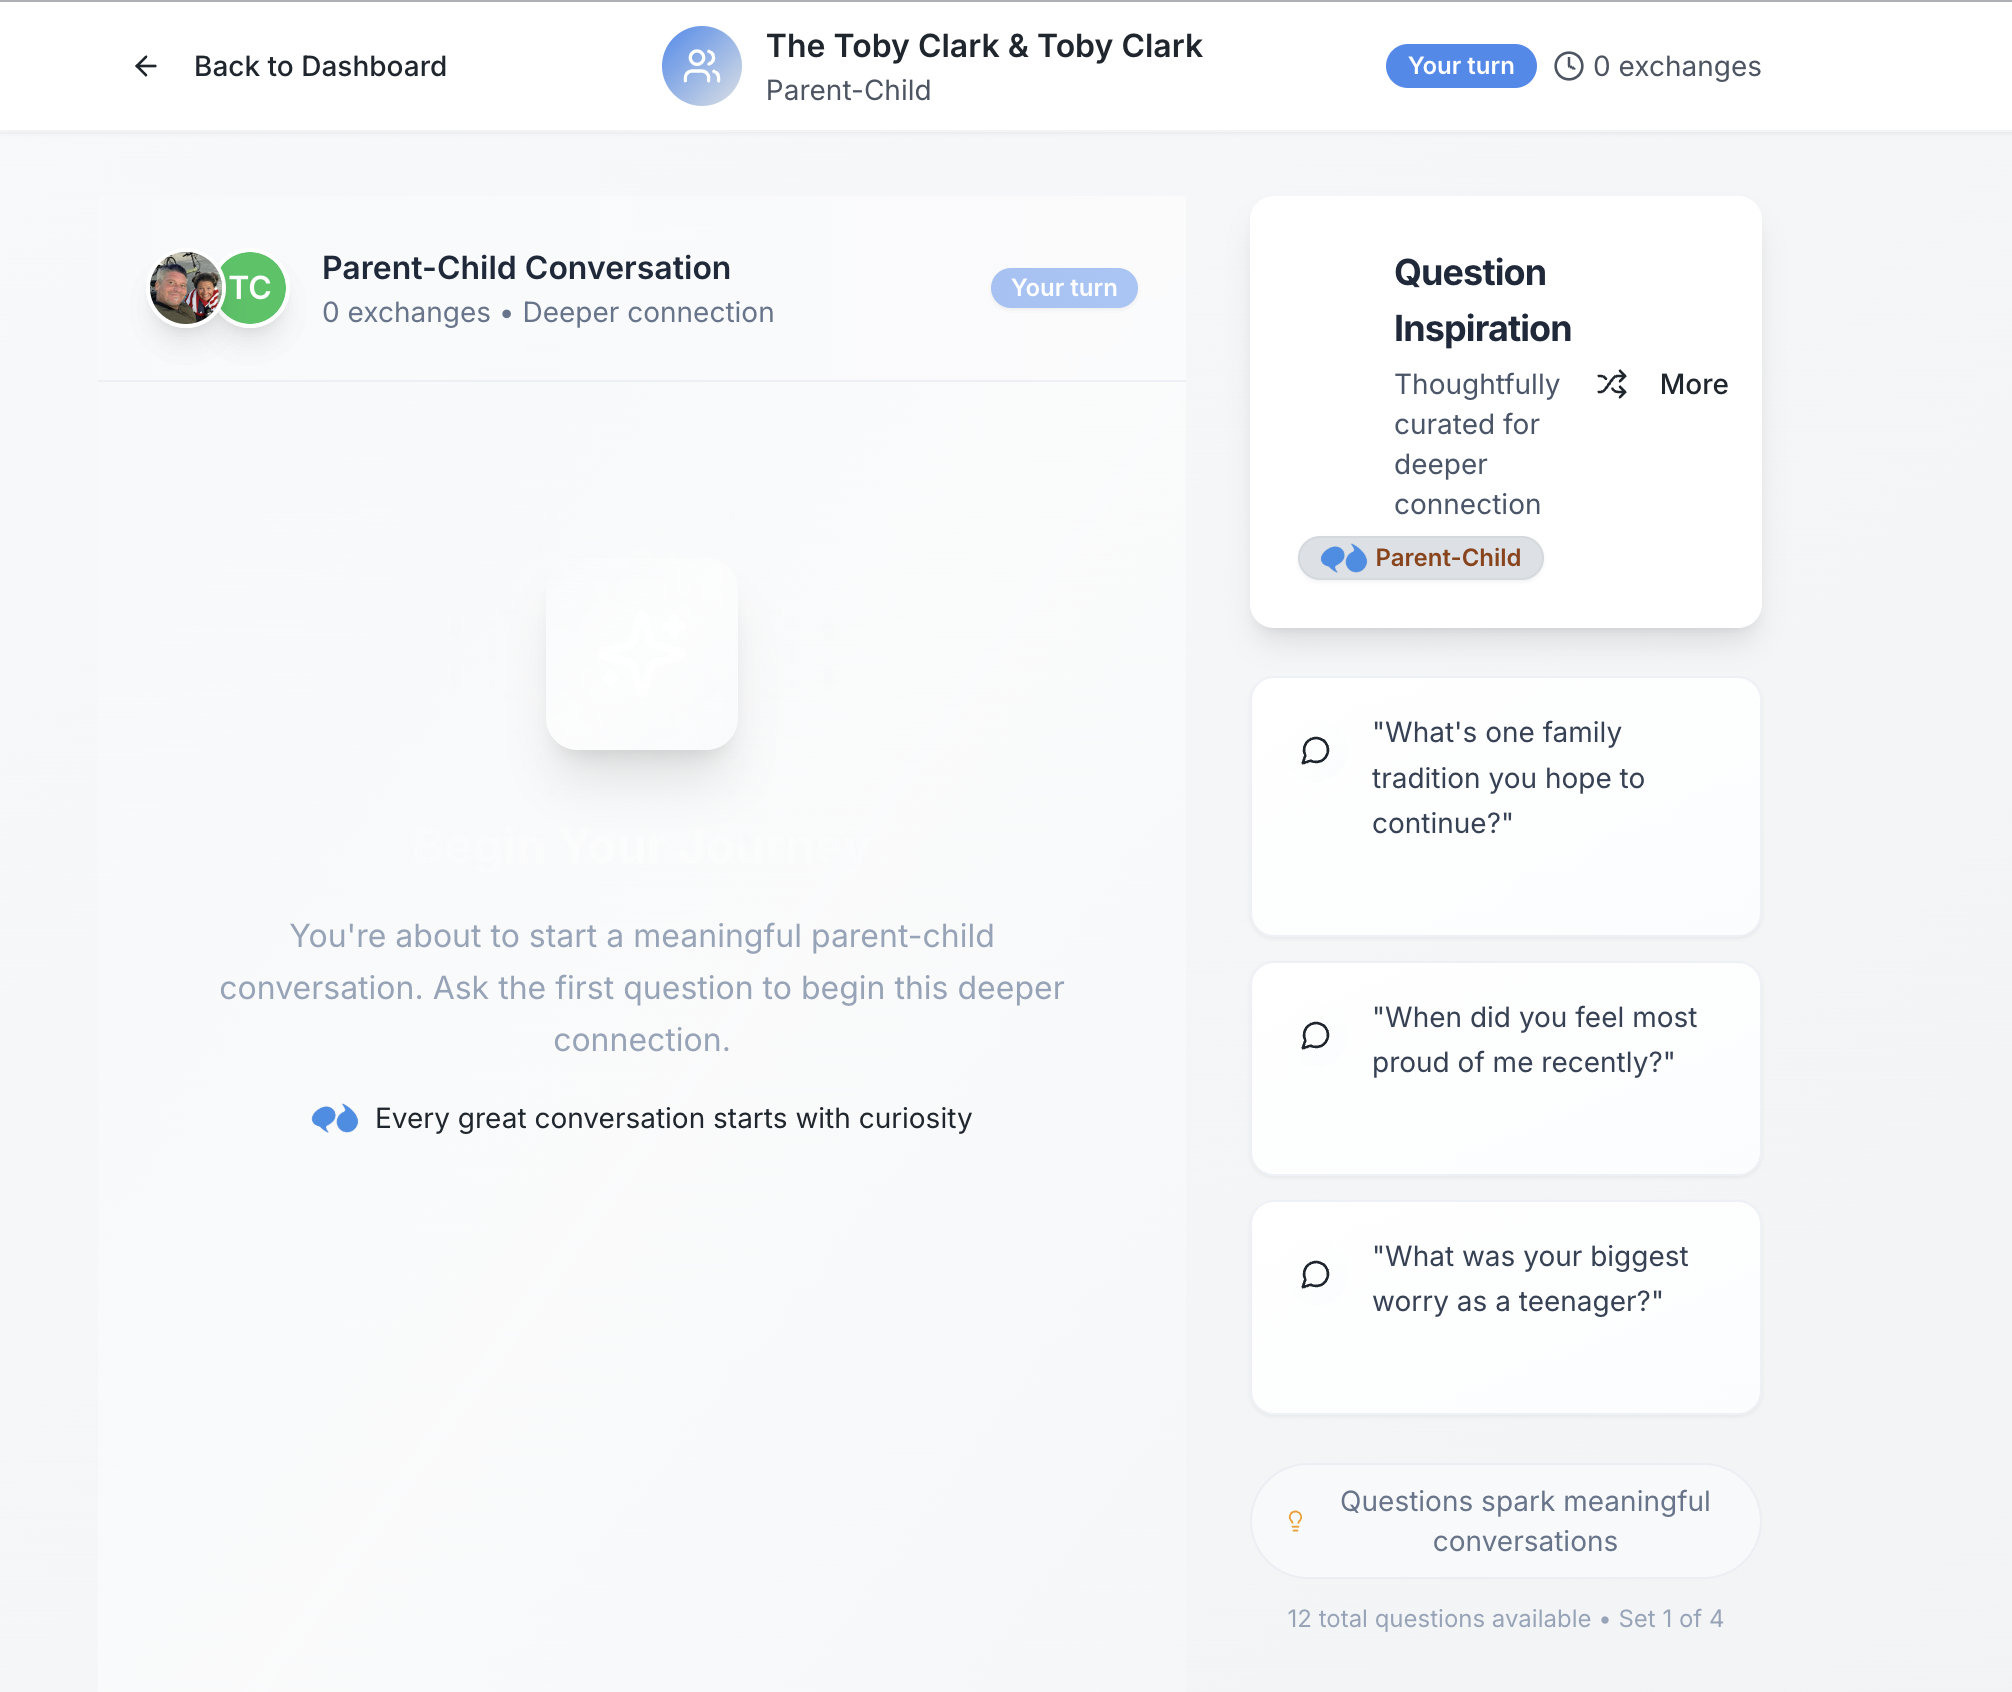 Back to Dashboard
The Toby Clark & Toby Clark
Parent-Child
Your turn
0 exchanges
TC
Parent-Child Conversation
0 exchanges • Deeper connection
Your turn
Begin Your Journey
You're about to start a meaningful parent-child
conversation. Ask the first question to begin this deeper
connection.
Every great conversation starts with curiosity
Question
Inspiration
Thoughtfully
curated for
deeper
connection
More
Parent-Child
"What's one family
tradition you hope to
continue?"
"When did you feel most
proud of me recently?"
"What was your biggest
worry as a teenager?"
Questions spark meaningful
conversations
12 total questions available • Set 1 of 4